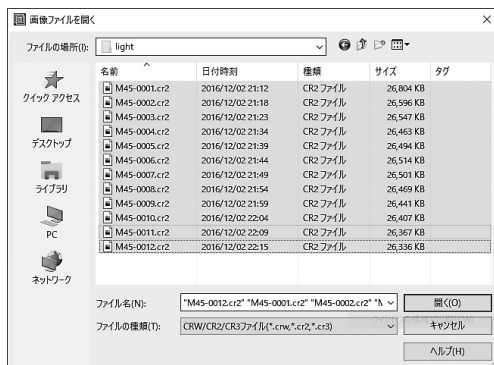 画像ファイルを開く
ファイルの場所(I): light
名前 日付時刻 種類 サイズ タグ
M45-0001.cr2 2016/12/02 21:12 CR2 ファイル 26,804 KB
M45-0002.cr2 2016/12/02 21:18 CR2 ファイル 26,596 KB
M45-0003.cr2 2016/12/02 21:23 CR2 ファイル 26,547 KB
M45-0004.cr2 2016/12/02 21:34 CR2 ファイル 26,463 KB
M45-0005.cr2 2016/12/02 21:39 CR2 ファイル 26,494 KB
M45-0006.cr2 2016/12/02 21:44 CR2 ファイル 26,514 KB
M45-0007.cr2 2016/12/02 21:49 CR2 ファイル 26,501 KB
M45-0008.cr2 2016/12/02 21:54 CR2 ファイル 26,469 KB
M45-0009.cr2 2016/12/02 21:59 CR2 ファイル 26,441 KB
M45-0010.cr2 2016/12/02 22:04 CR2 ファイル 26,407 KB
M45-0011.cr2 2016/12/02 22:09 CR2 ファイル 26,367 KB
M45-0012.cr2 2016/12/02 22:15 CR2 ファイル 26,336 KB
クイック アクセス
デスクトップ
ライブラリ
PC
ネットワーク
ファイル名(N): "M45-0012.cr2" "M45-0001.cr2" "M45-0002.cr2" "M 開く(O)
ファイルの種類(T): CRW/CR2/CR3ファイル(*.crw,*.cr2,*.cr3) キャンセル
ヘルプ(H)